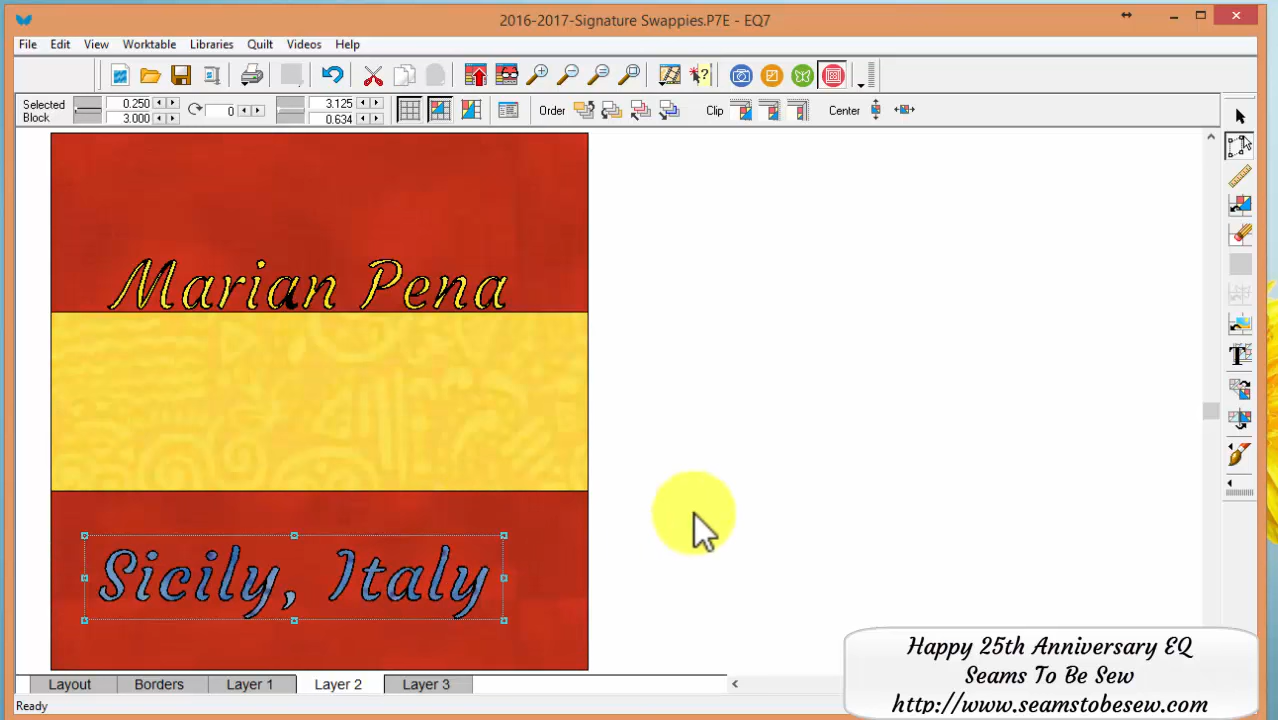 2016-2017-Signature Swappies.P7E - EQ7
File Edit View Worktable Libraries Quilt Videos Help
Selected 0.250 0 3.125 Order Clip Center
Block 3.000 0.634
Marian Pena
Sicily, Italy
Happy 25th Anniversary EQ
Seams To Be Sew
http://www.seamstobesew.com
Layout Borders Layer 1 Layer 2 Layer 3
Ready